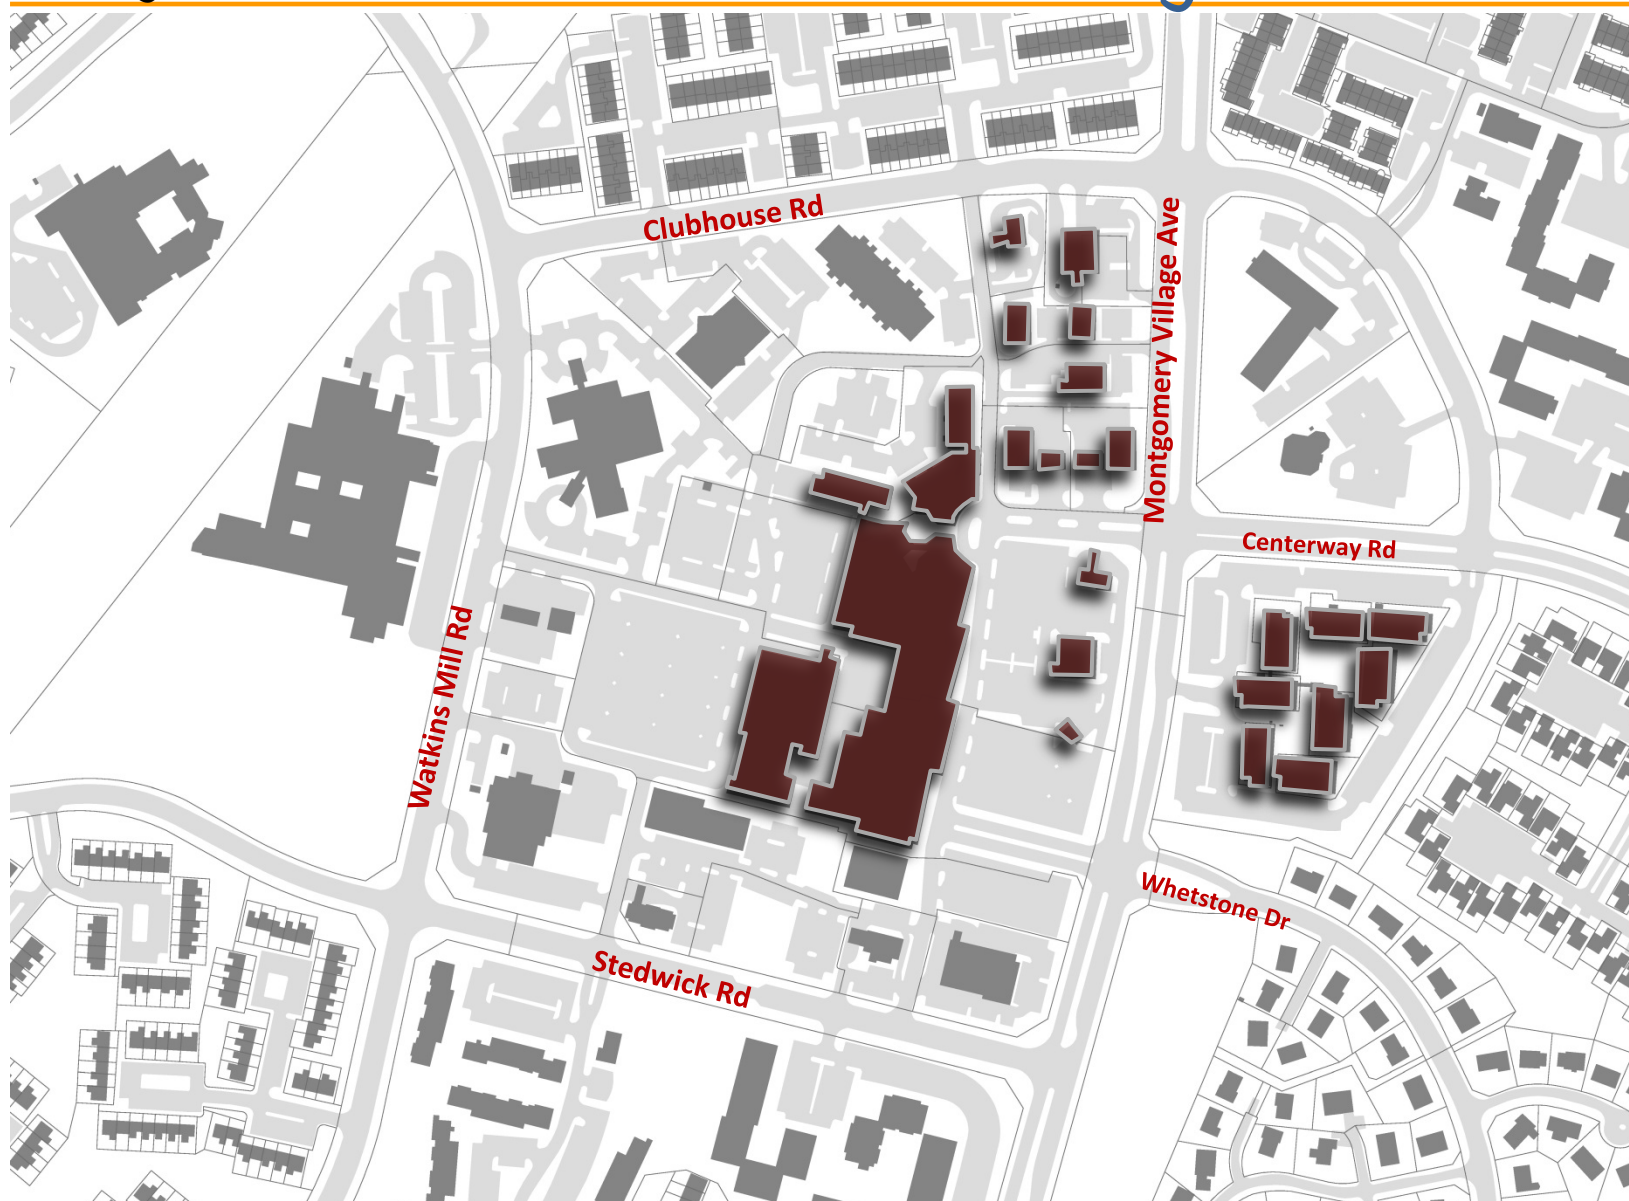 Clubhouse Rd
Montgomery Village Ave
Centerway Rd
Watkins Mill Rd
Whetstone Dr
Stedwick Rd